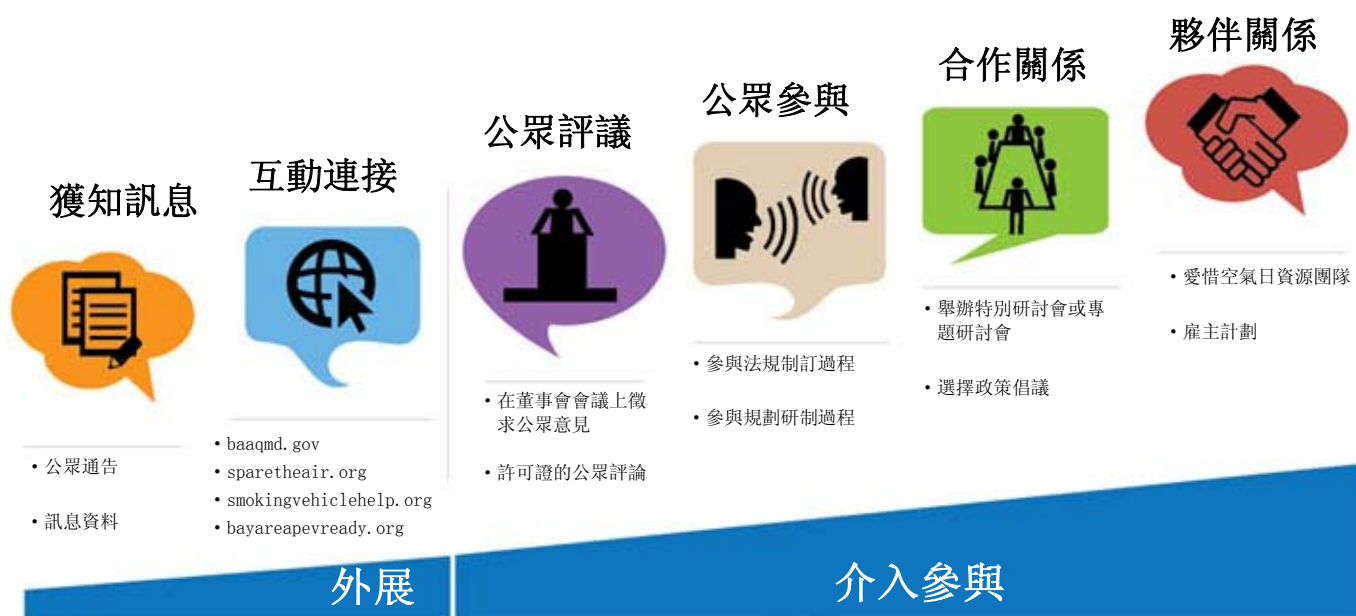 獲知訊息
• 公眾通告
• 訊息資料
互動連接
• baaqmd.gov
• sparetheair.org
• smokingvehiclehelp.org
• bayareapevready.org
公眾評議
• 在董事會會議上徵
求公眾意見
• 許可證的公眾評論
公眾參與
• 參與法規制訂過程
• 參與規劃研制過程
合作關係
• 舉辦特別研討會或專
題研討會
• 選擇政策倡議
夥伴關係
• 愛惜空氣日資源團隊
• 雇主計劃
外展
介入參與